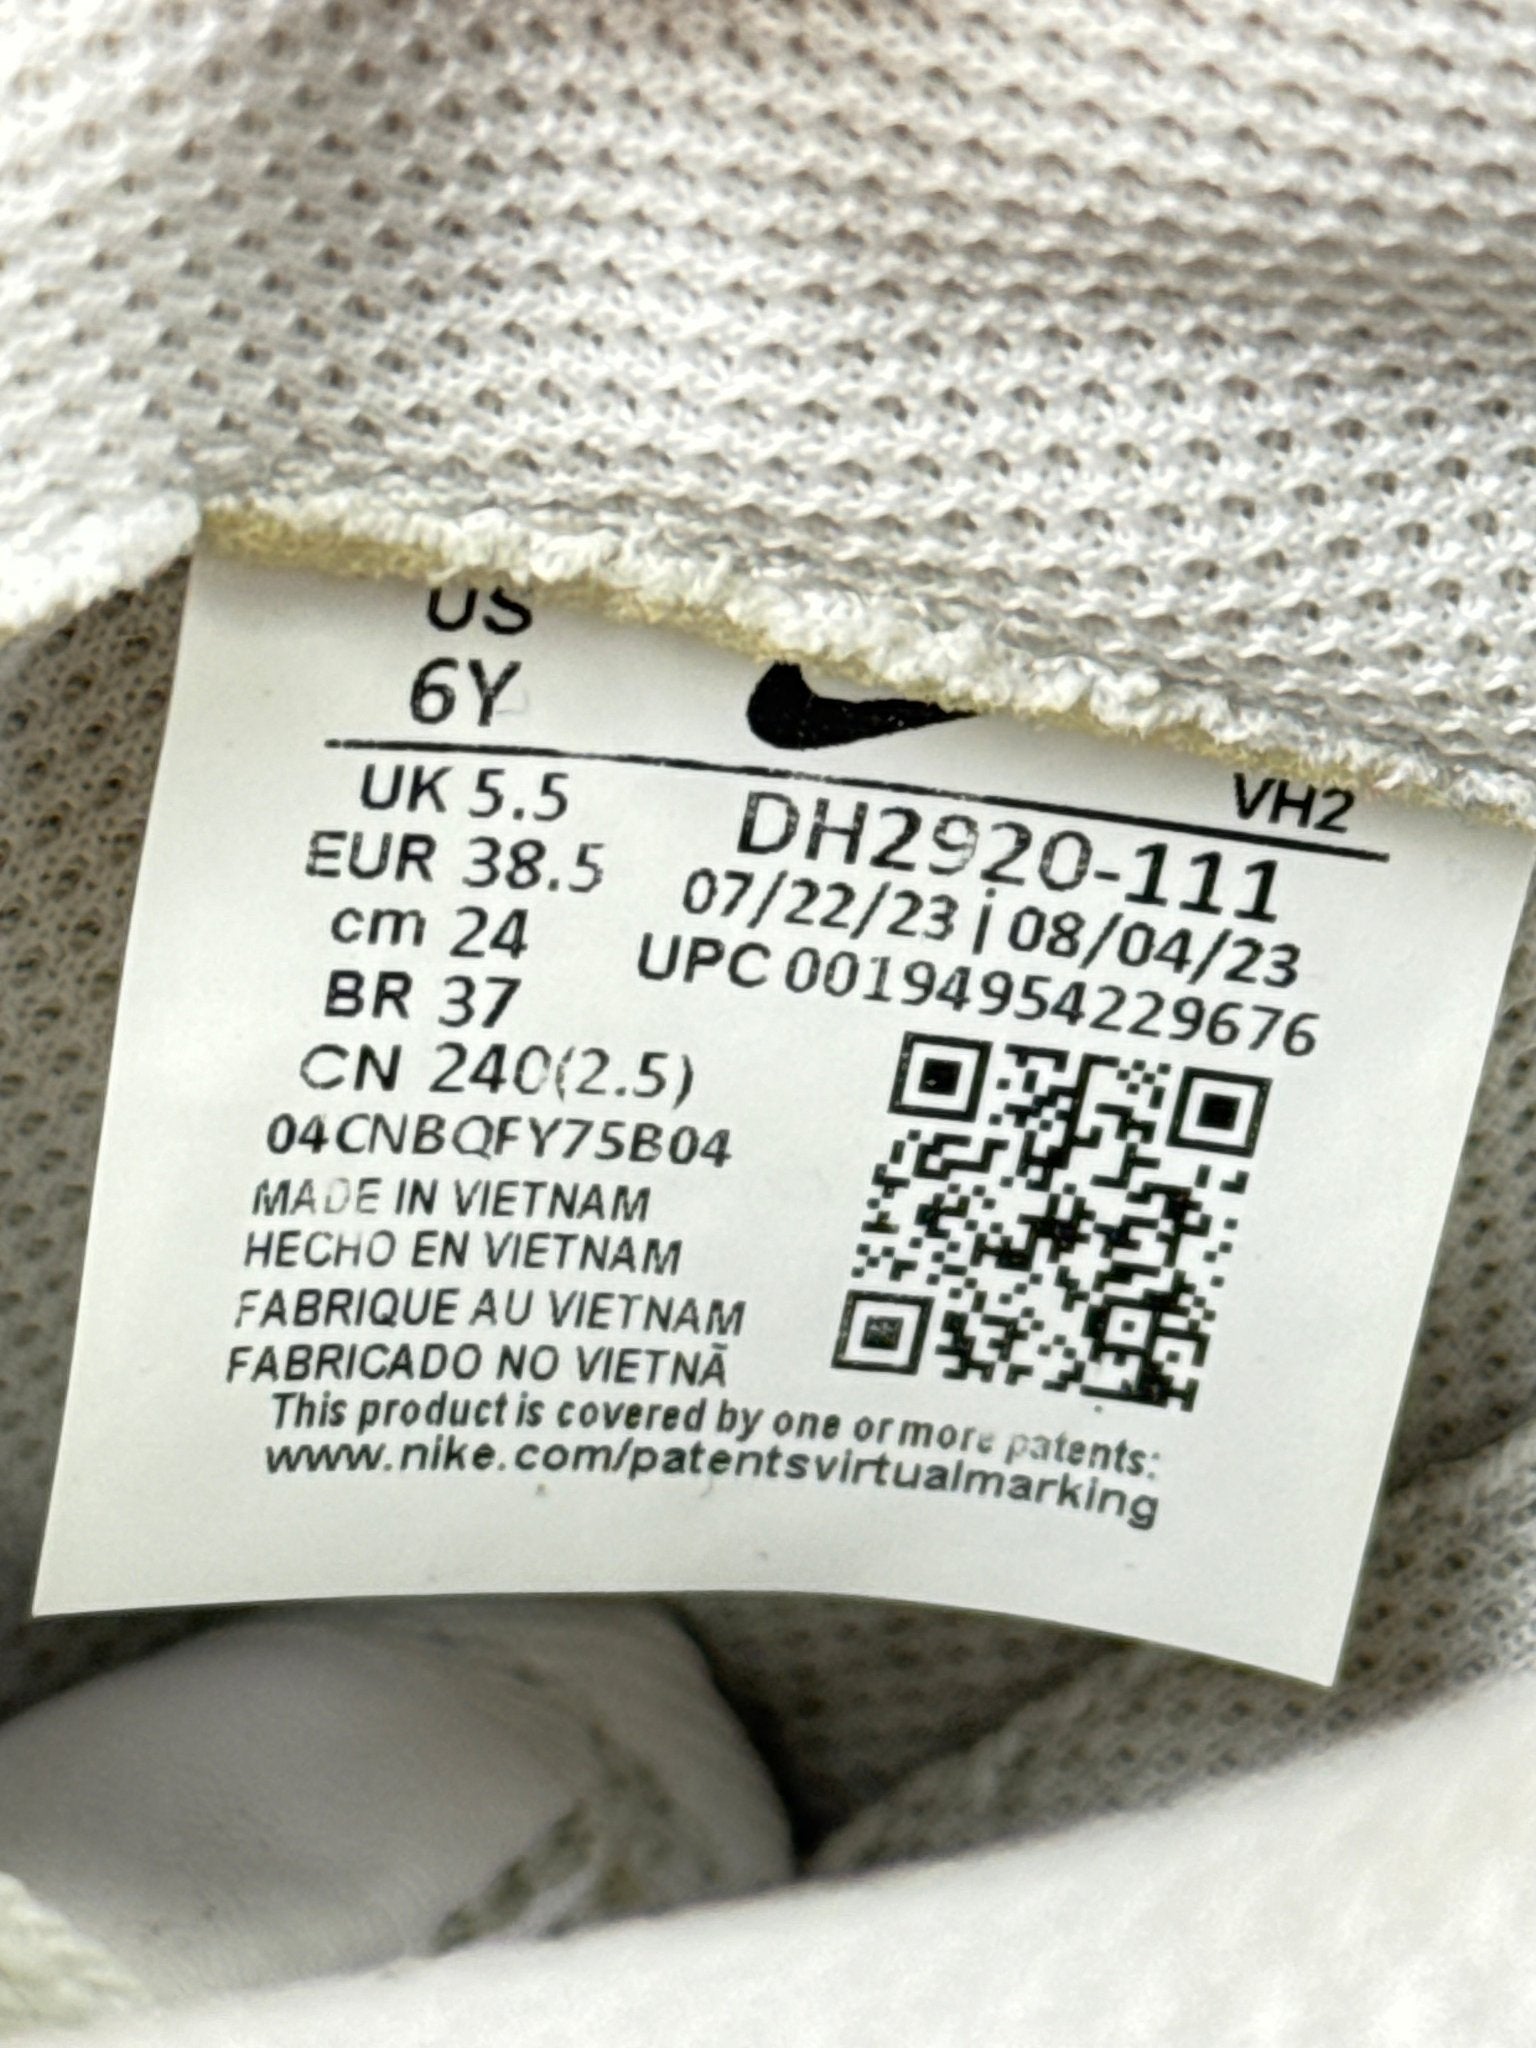 US
6Y
VH2
UK 5.5
EUR 38.5
cm 24
BR 37
CN 240(2.5)
DH2920-111
07/22/23 | 08/04/23
UPC 00194954229676
04CNBQFY75B04
MADE IN VIETNAM
HECHO EN VIETNAM
FABRIQUE AU VIETNAM
FABRICADO NO VIETNÃ
This product is covered by one or more patents:
www.nike.com/patentsvirtualmarking